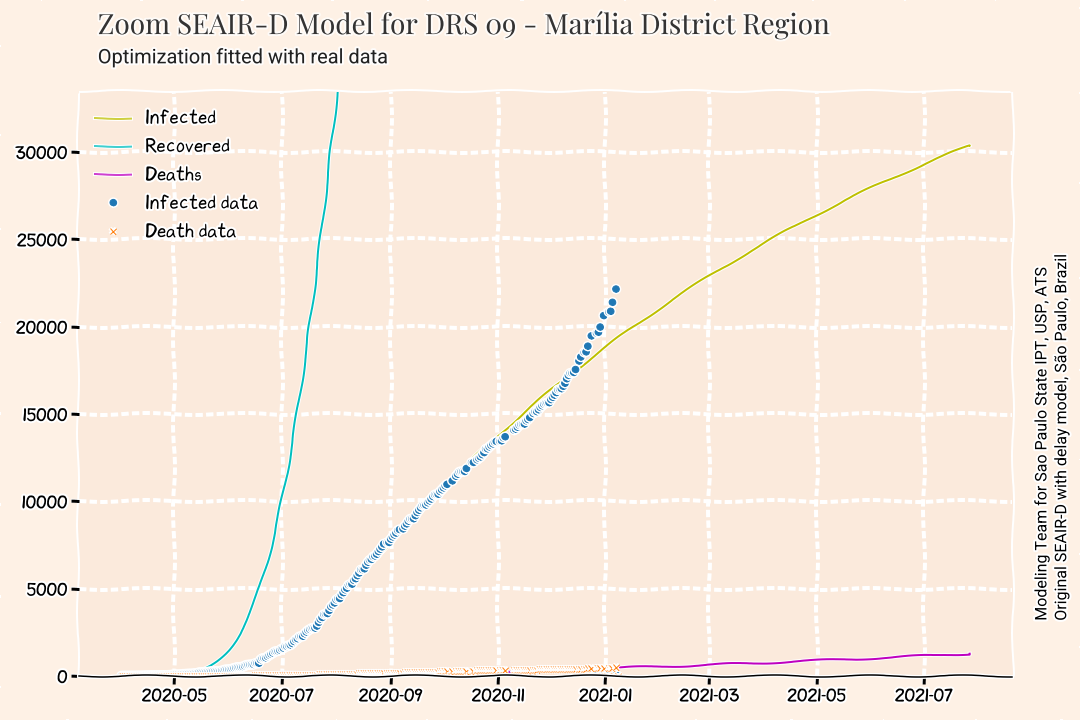 Zoom SEAIR-D Model for DRS 09 - Marília District Region
Optimization fitted with real data
Infected
Recovered
Deaths
Infected data
Death data
30000
25000
20000
15000
10000
5000
0
2020-05 2020-07 2020-09 2020-11 2021-01 2021-03 2021-05 2021-07
Modeling Team for Sao Paulo State IPT, USP, ATS
Original SEAIR-D with delay model, São Paulo, Brazil